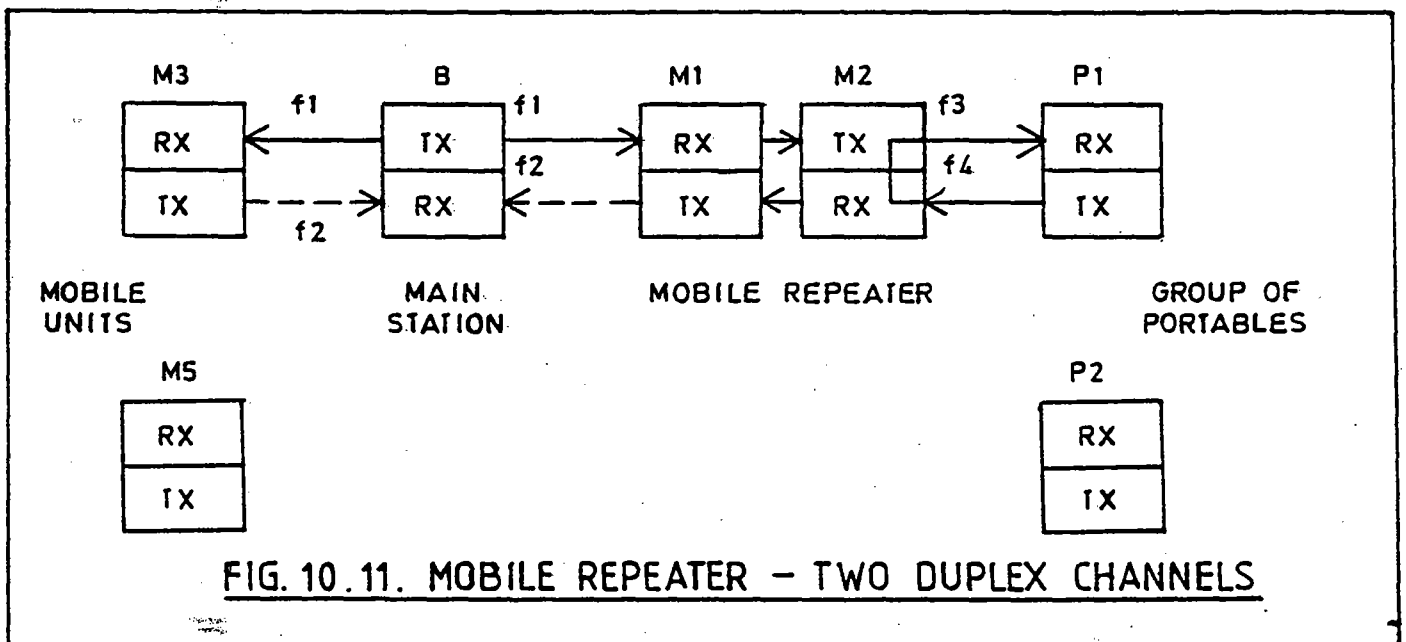 M3 B M1 M2 P1
f1 f1 f3
RX TX RX TX RX
f2 f4
TX RX TX RX TX
f2
MOBILE UNITS
MAIN STATION
MOBILE REPEATER
GROUP OF PORTABLES
M5 P2
RX RX
TX TX
FIG. 10.11. MOBILE REPEATER – TWO DUPLEX CHANNELS